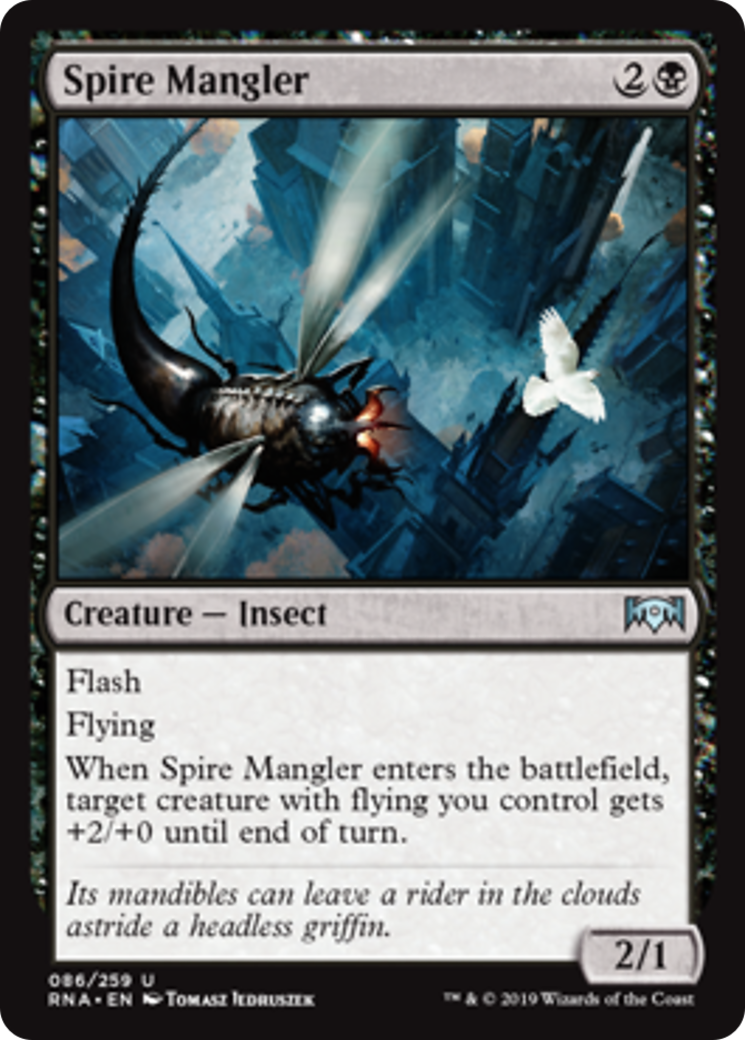 Spire Mangler 2
Creature — Insect
Flash
Flying
When Spire Mangler enters the battlefield,
target creature with flying you control gets
+2/+0 until end of turn.
Its mandibles can leave a rider in the clouds
astride a headless griffin.
2/1
086/259 U
RNA • EN Tomasz Jedruszek
™ & © 2019 Wizards of the Coast